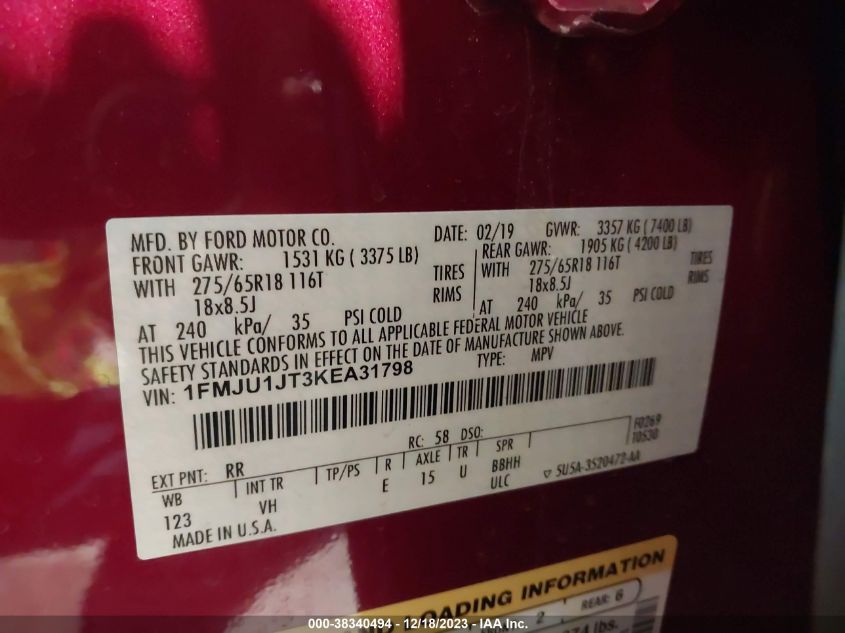 MFD. BY FORD MOTOR CO.
DATE: 02/19 GVWR: 3357 KG ( 7400 LB)
FRONT GAWR: 1531 KG ( 3375 LB)
REAR GAWR: 1905 KG ( 4200 LB)
WITH 275/65R18 116T TIRES
WITH 275/65R18 116T TIRES
18x8.5J RIMS
18x8.5J RIMS
AT 240 kPa/ 35 PSI COLD
AT 240 kPa/ 35 PSI COLD
THIS VEHICLE CONFORMS TO ALL APPLICABLE FEDERAL MOTOR VEHICLE
SAFETY STANDARDS IN EFFECT ON THE DATE OF MANUFACTURE SHOWN ABOVE.
VIN: 1FMJU1JT3KEA31798 TYPE: MPV
F0269
10530
RC: 58 DSO:
EXT PNT: RR
WB INT TR TP/PS R AXLE TR SPR
123 VH E 15 U BBHH
ULC
▽ SU5A-3520472-AA
MADE IN U.S.A.
LOADING INFORMATION
2 REAR: 6
lbs.
000-38340494 - 12/18/2023 - IAA Inc.